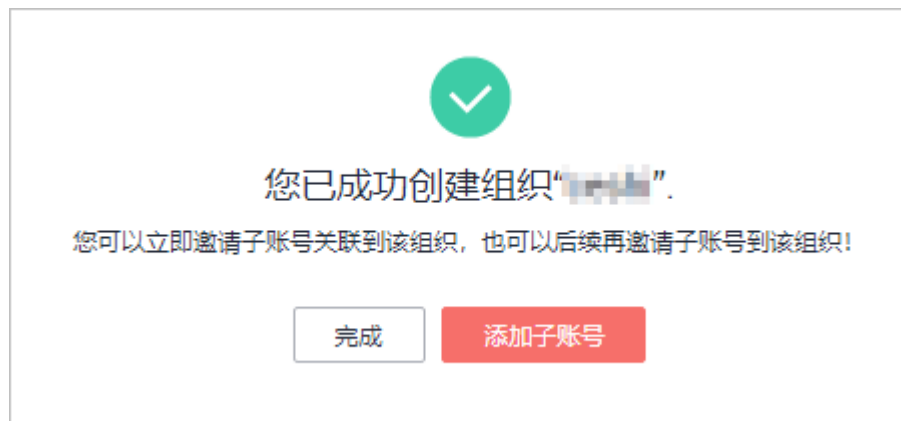 您已成功创建组织“”.
您可以立即邀请子账号关联到该组织，也可以后续再邀请子账号到该组织！
完成
添加子账号